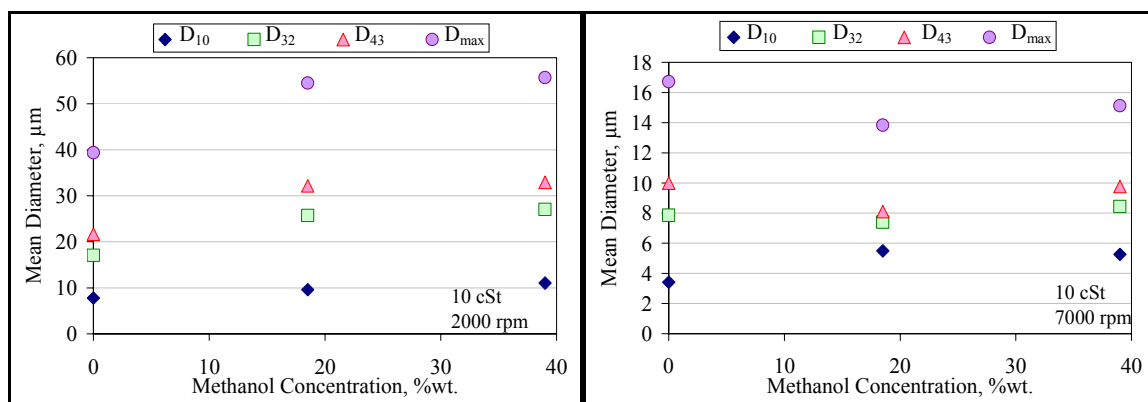 D10 D32 D43 Dmax
60
50
40
30
20
10
0
Mean Diameter, µm
10 cSt
2000 rpm
0 10 20 30 40
Methanol Concentration, %wt.
D10 D32 D43 Dmax
18
16
14
12
10
8
6
4
2
0
Mean Diameter, µm
10 cSt
7000 rpm
0 10 20 30 40
Methanol Concentration, %wt.